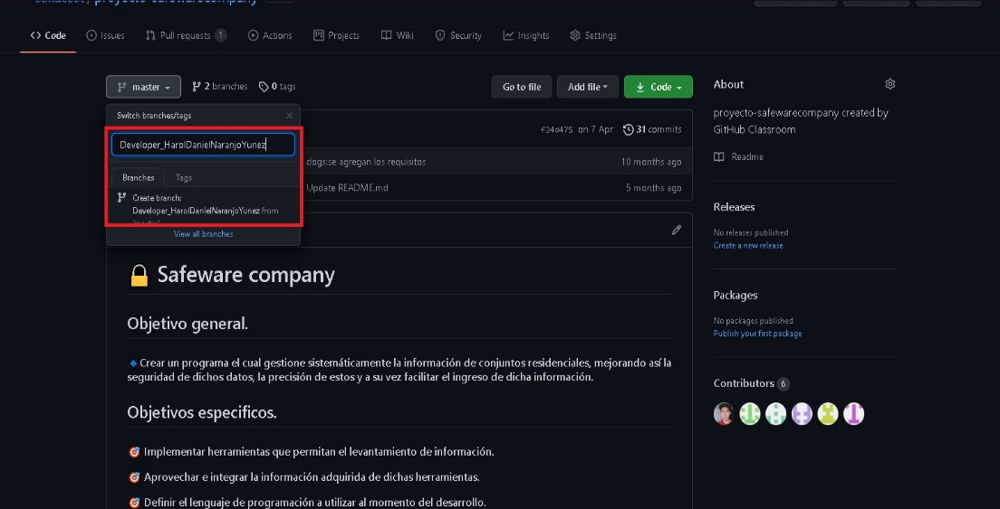 proyecto-safewarecompany
Code Issues Pull requests 1 Actions Projects Wiki Security Insights Settings
master 2 branches 0 tags Go to file Add file Code
Switch branches/tags
Developer_HarolDanielNaranjoYunez
Branches Tags
Create branch:
Developer_HarolDanielNaranjoYunez from
View all branches
f24d475 on 7 Apr 31 commits
dogs:se agregan los requisitos 10 months ago
Update README.md 5 months ago
Safeware company
Objetivo general.
Crear un programa el cual gestione sistemáticamente la información de conjuntos residenciales, mejorando así la
seguridad de dichos datos, la precisión de estos y a su vez facilitar el ingreso de dicha información.
Objetivos especificos.
Implementar herramientas que permitan el levantamiento de información.
Aprovechar e integrar la información adquirida de dichas herramientas.
Definir el lenguaje de programación a utilizar al momento del desarrollo.
About
proyecto-safewarecompany created by
GitHub Classroom
Readme
Releases
No releases published
Create a new release
Packages
No packages published
Publish your first package
Contributors 6